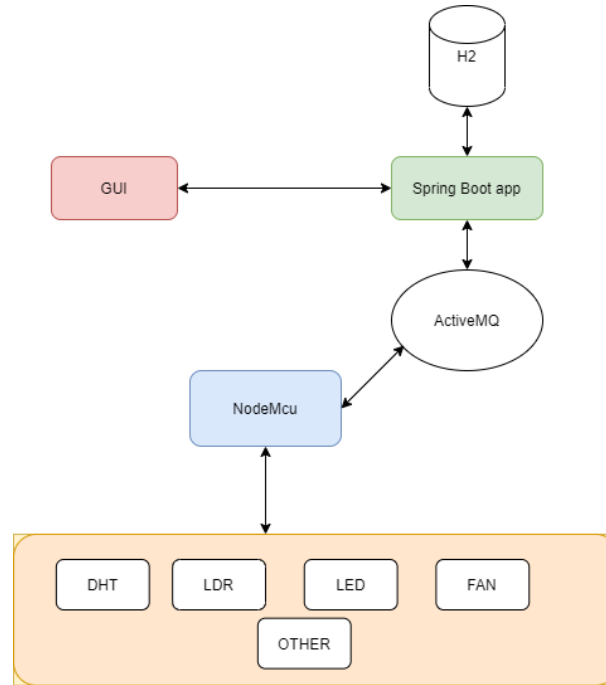 H2
GUI
Spring Boot app
ActiveMQ
NodeMcu
DHT
LDR
LED
FAN
OTHER